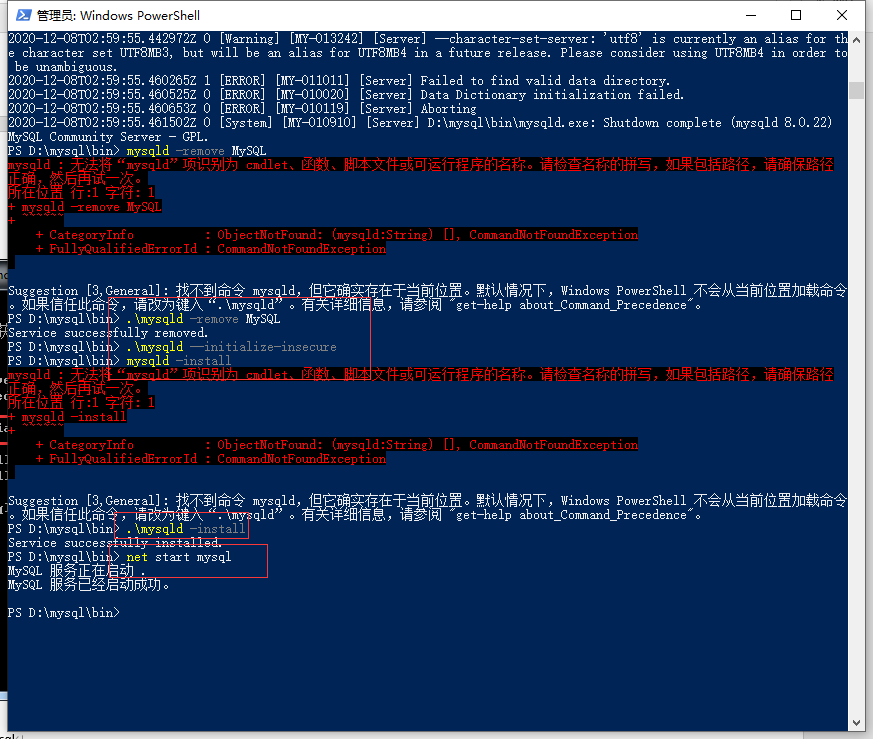 管理员: Windows PowerShell
2020-12-08T02:59:55.442972Z 0 [Warning] [MY-013242] [Server] --character-set-server: 'utf8' is currently an alias for th
e character set UTF8MB3, but will be an alias for UTF8MB4 in a future release. Please consider using UTF8MB4 in order to
 be unambiguous.
2020-12-08T02:59:55.460265Z 1 [ERROR] [MY-011011] [Server] Failed to find valid data directory.
2020-12-08T02:59:55.460525Z 0 [ERROR] [MY-010020] [Server] Data Dictionary initialization failed.
2020-12-08T02:59:55.460653Z 0 [ERROR] [MY-010119] [Server] Aborting
2020-12-08T02:59:55.461502Z 0 [System] [MY-010910] [Server] D:\mysql\bin\mysqld.exe: Shutdown complete (mysqld 8.0.22)
MySQL Community Server - GPL.
PS D:\mysql\bin> mysqld -remove MySQL
mysqld : 无法将“mysqld”项识别为 cmdlet、函数、脚本文件或可运行程序的名称。请检查名称的拼写，如果包括路径，请确保路径
正确，然后再试一次。
所在位置 行:1 字符: 1
+ mysqld -remove MySQL
+ ~~~~~~
    + CategoryInfo          : ObjectNotFound: (mysqld:String) [], CommandNotFoundException
    + FullyQualifiedErrorId : CommandNotFoundException
Suggestion [3,General]: 找不到命令 mysqld，但它确实存在于当前位置。默认情况下，Windows PowerShell 不会从当前位置加载命令
。如果信任此命令，请改为键入“.\mysqld”。有关详细信息，请参阅 "get-help about_Command_Precedence"。
PS D:\mysql\bin> .\mysqld -remove MySQL
Service successfully removed.
PS D:\mysql\bin> .\mysqld --initialize-insecure
PS D:\mysql\bin> mysqld -install
mysqld : 无法将“mysqld”项识别为 cmdlet、函数、脚本文件或可运行程序的名称。请检查名称的拼写，如果包括路径，请确保路径
正确，然后再试一次。
所在位置 行:1 字符: 1
+ mysqld -install
+ ~~~~~~
    + CategoryInfo          : ObjectNotFound: (mysqld:String) [], CommandNotFoundException
    + FullyQualifiedErrorId : CommandNotFoundException
Suggestion [3,General]: 找不到命令 mysqld，但它确实存在于当前位置。默认情况下，Windows PowerShell 不会从当前位置加载命令
。如果信任此命令，请改为键入“.\mysqld”。有关详细信息，请参阅 "get-help about_Command_Precedence"。
PS D:\mysql\bin> .\mysqld -install
Service successfully installed.
PS D:\mysql\bin> net start mysql
MySQL 服务正在启动 .
MySQL 服务已经启动成功。
PS D:\mysql\bin>